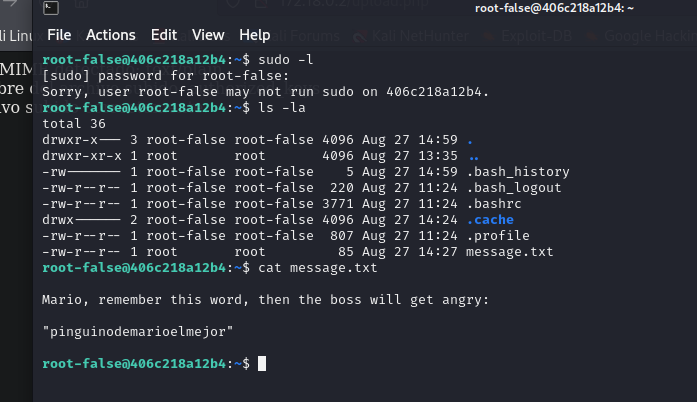 root-false@406c218a12b4: ~
File Actions Edit View Help
root-false@406c218a12b4:~$ sudo -l
[sudo] password for root-false:
Sorry, user root-false may not run sudo on 406c218a12b4.
root-false@406c218a12b4:~$ ls -la
total 36
drwxr-x--- 3 root-false root-false 4096 Aug 27 14:59 .
drwxr-xr-x 1 root root 4096 Aug 27 13:35 ..
-rw------- 1 root-false root-false 5 Aug 27 14:59 .bash_history
-rw-r--r-- 1 root-false root-false 220 Aug 27 11:24 .bash_logout
-rw-r--r-- 1 root-false root-false 3771 Aug 27 11:24 .bashrc
drwx------ 2 root-false root-false 4096 Aug 27 14:24 .cache
-rw-r--r-- 1 root-false root-false 807 Aug 27 11:24 .profile
-rw-r--r-- 1 root root 85 Aug 27 14:27 message.txt
root-false@406c218a12b4:~$ cat message.txt
Mario, remember this word, then the boss will get angry:
"pinguinodemarioelmejor"
root-false@406c218a12b4:~$
Kali NetHunter
Exploit-DB
Google Hackin